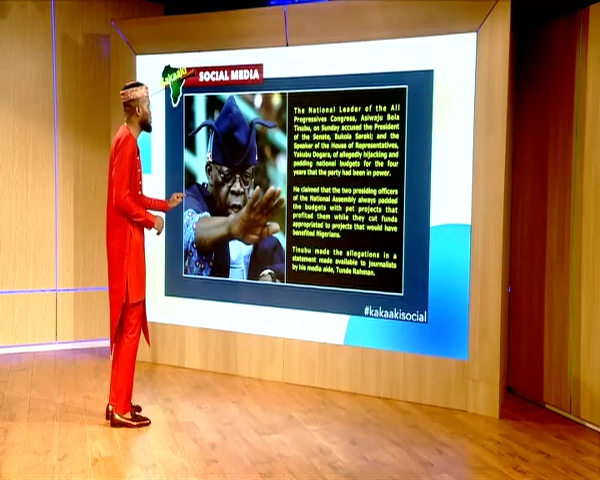 Kakaaki
SOCIAL MEDIA
The National Leader of the All
Progressives Congress, Asiwaju Bola
Tinubu, on Sunday accused the President
of the Senate, Bukola Saraki; and the
Speaker of the House of Representatives,
Yakubu Dogara, of allegedly hijacking and
padding national budgets for the four
years that the party had been in power.
He claimed that the two presiding officers
of the National Assembly always padded
the budgets with pet projects that
profited them while they cut funds
appropriated to projects that would have
benefited Nigerians.
Tinubu made the allegations in a
statement made available to journalists
by his media aide, Tunde Rahman.
#kakaakisocial